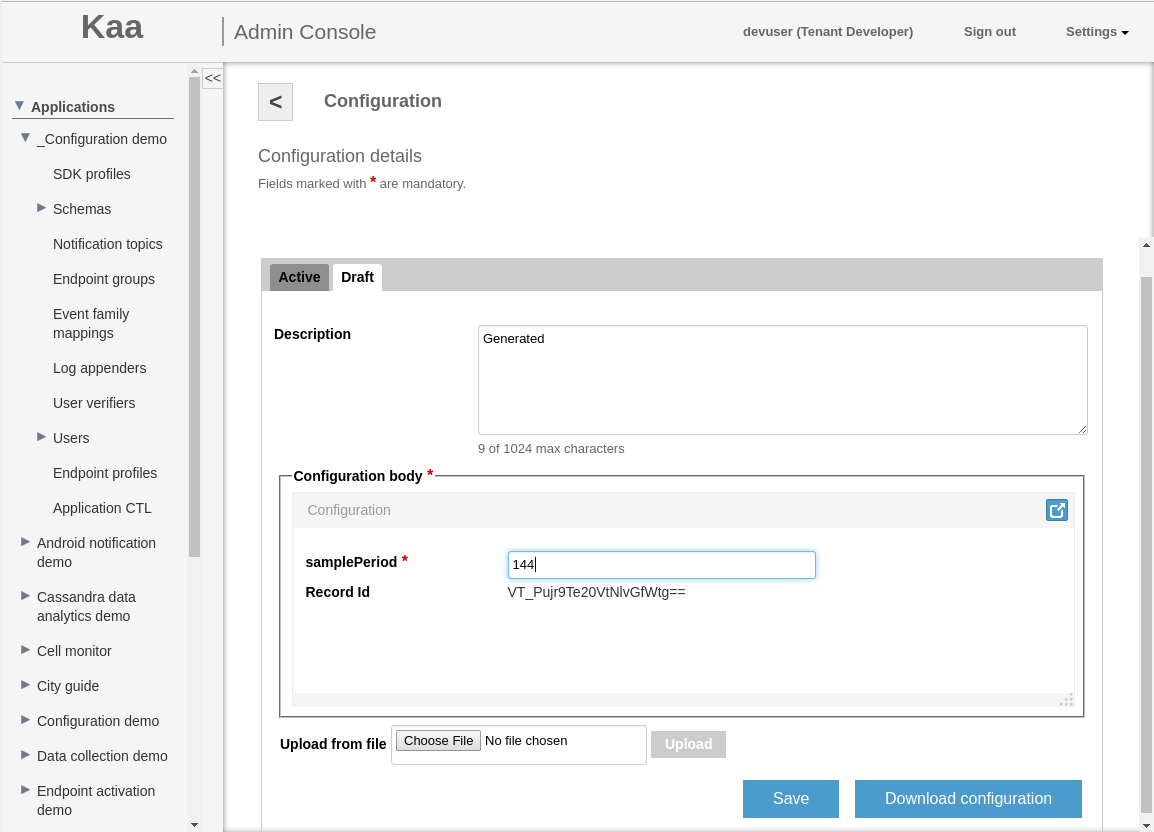 Kaa
Admin Console
devuser (Tenant Developer)
Sign out
Settings
<<
Applications
_Configuration demo
SDK profiles
Schemas
Notification topics
Endpoint groups
Event family
mappings
Log appenders
User verifiers
Users
Endpoint profiles
Application CTL
Android notification
demo
Cassandra data
analytics demo
Cell monitor
City guide
Configuration demo
Data collection demo
Endpoint activation
demo
<
Configuration
Configuration details
Fields marked with * are mandatory.
Active
Draft
Description
Generated
9 of 1024 max characters
Configuration body *
Configuration
samplePeriod *
144
Record Id
VT_Pujr9Te20VtNlvGfWtg==
Upload from file
Choose File No file chosen
Upload
Save
Download configuration